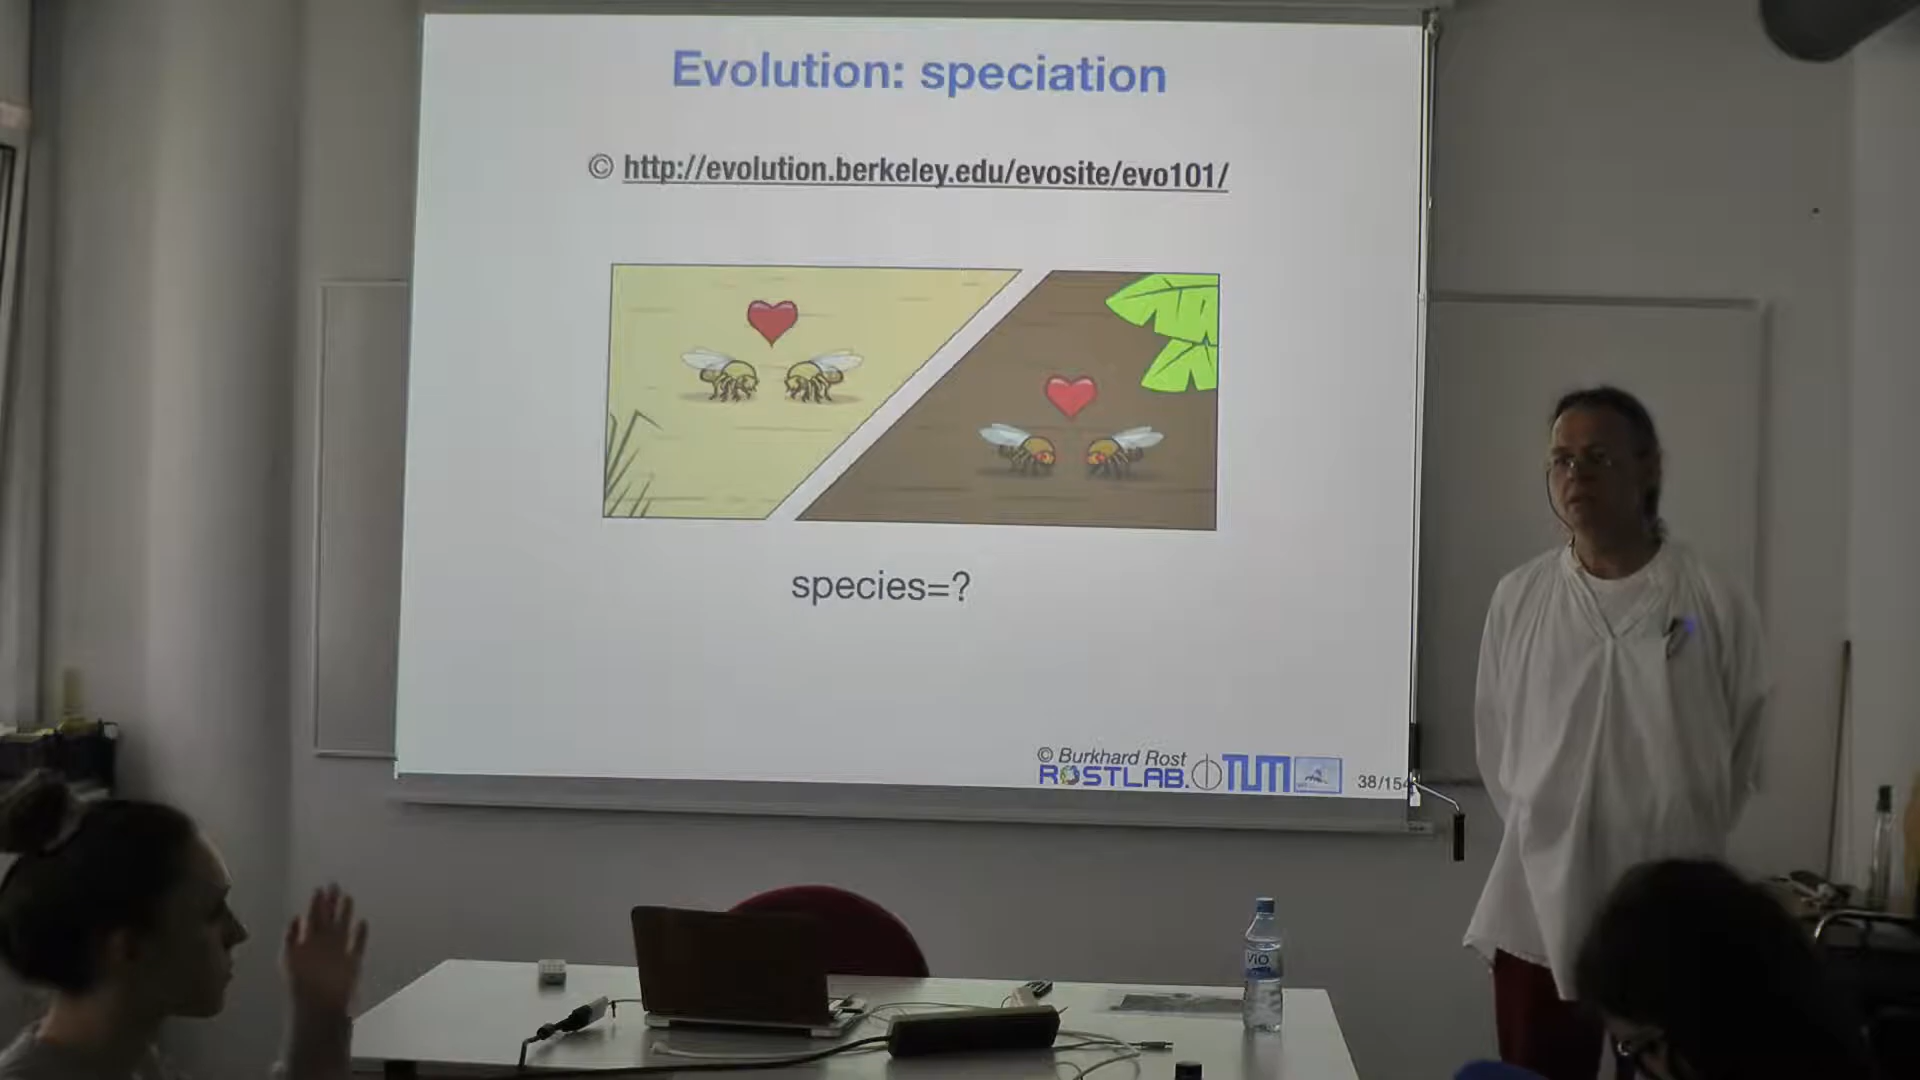 Evolution: speciation
© http://evolution.berkeley.edu/evosite/evo101/
species=?
© Burkhard Rost
ROSTLAB.
TUM
38/154
ViO